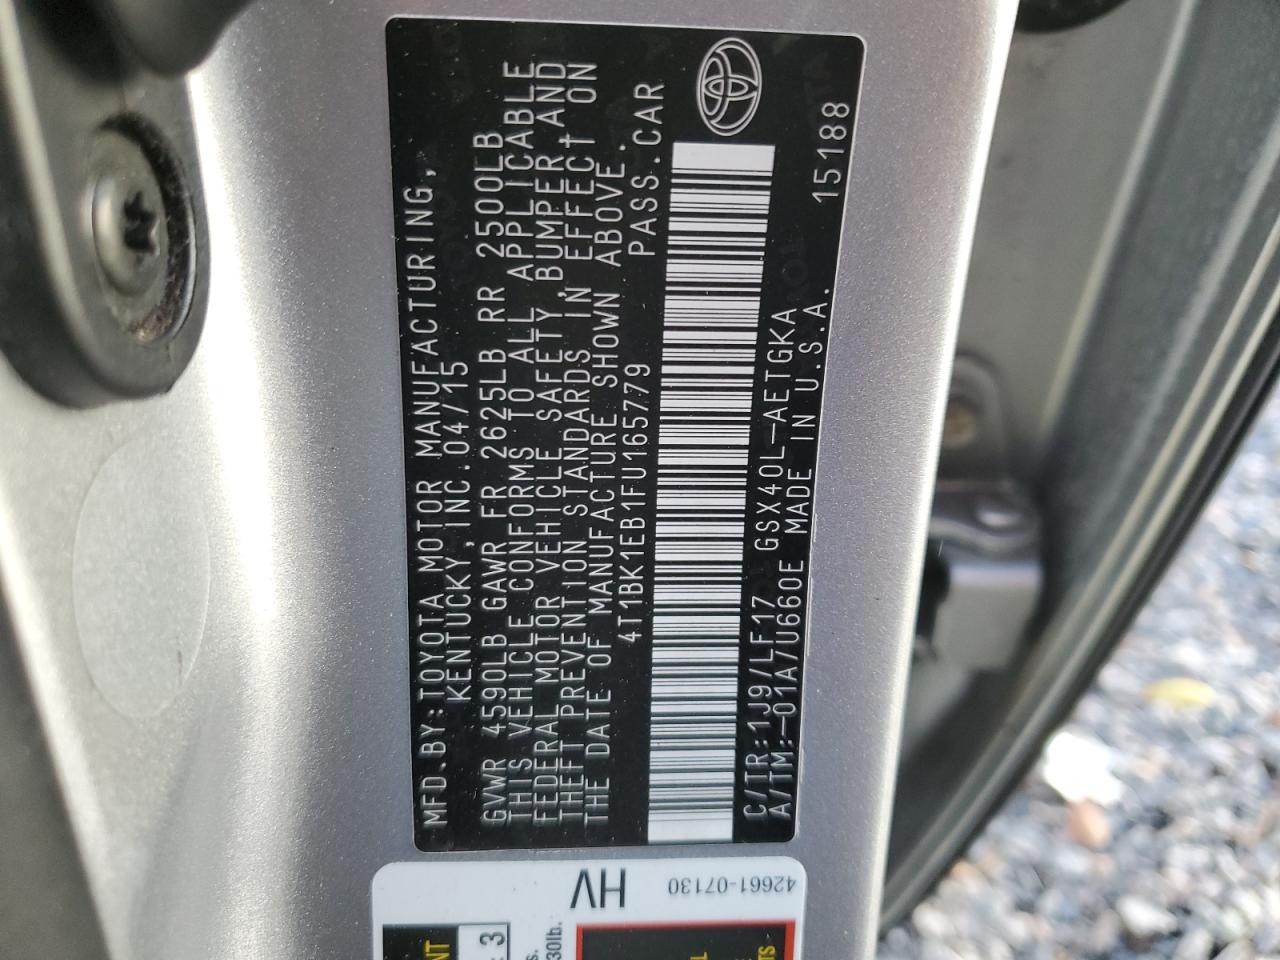 MFD.BY:TOYOTA MOTOR MANUFACTURING,
KENTUCKY,INC.04/15
GVWR 4590LB GAWR FR 2625LB RR 2500LB
THIS VEHICLE CONFORMS TO ALL APPLICABLE
FEDERAL MOTOR VEHICLE SAFETY, BUMPER AND
THEFT PREVENTION STANDARDS IN EFFECT ON
THE DATE OF MANUFACTURE SHOWN ABOVE.
4T1BK1EB1FU165779 PASS.CAR
C/TR:1J9/LF17 GSX40L-AETGKA
A/TM:-01A/U660E MADE IN U.S.A. 15188
HV
42661-07130
3
30lb.